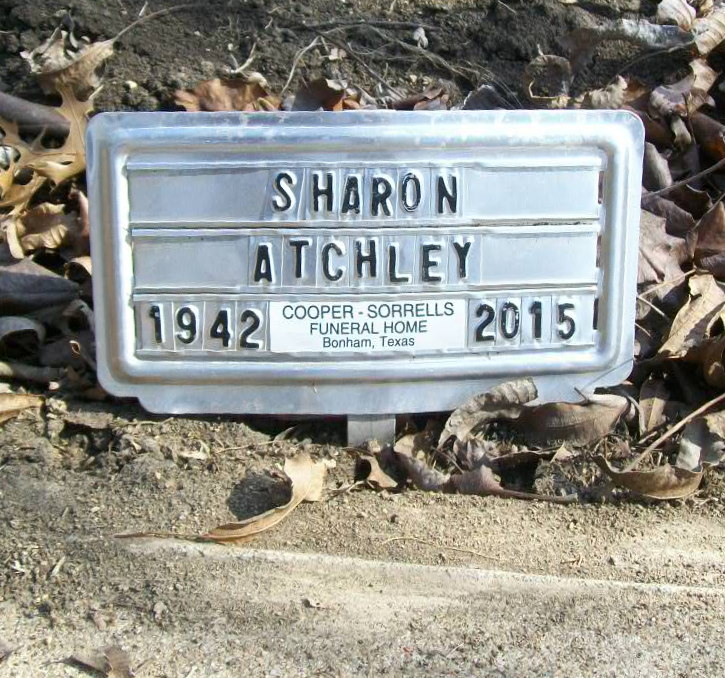 SHARON
ATCHLEY
1942 COOPER - SORRELLS 2015
FUNERAL HOME
Bonham, Texas